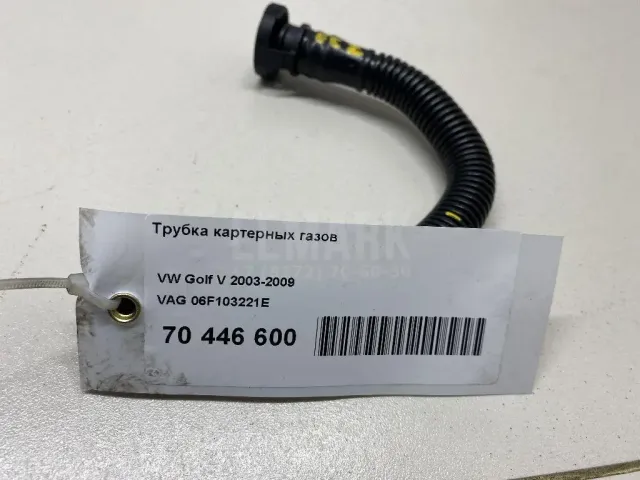 Трубка картерных газов
VW Golf V 2003-2009
VAG 06F103221E
70 446 600